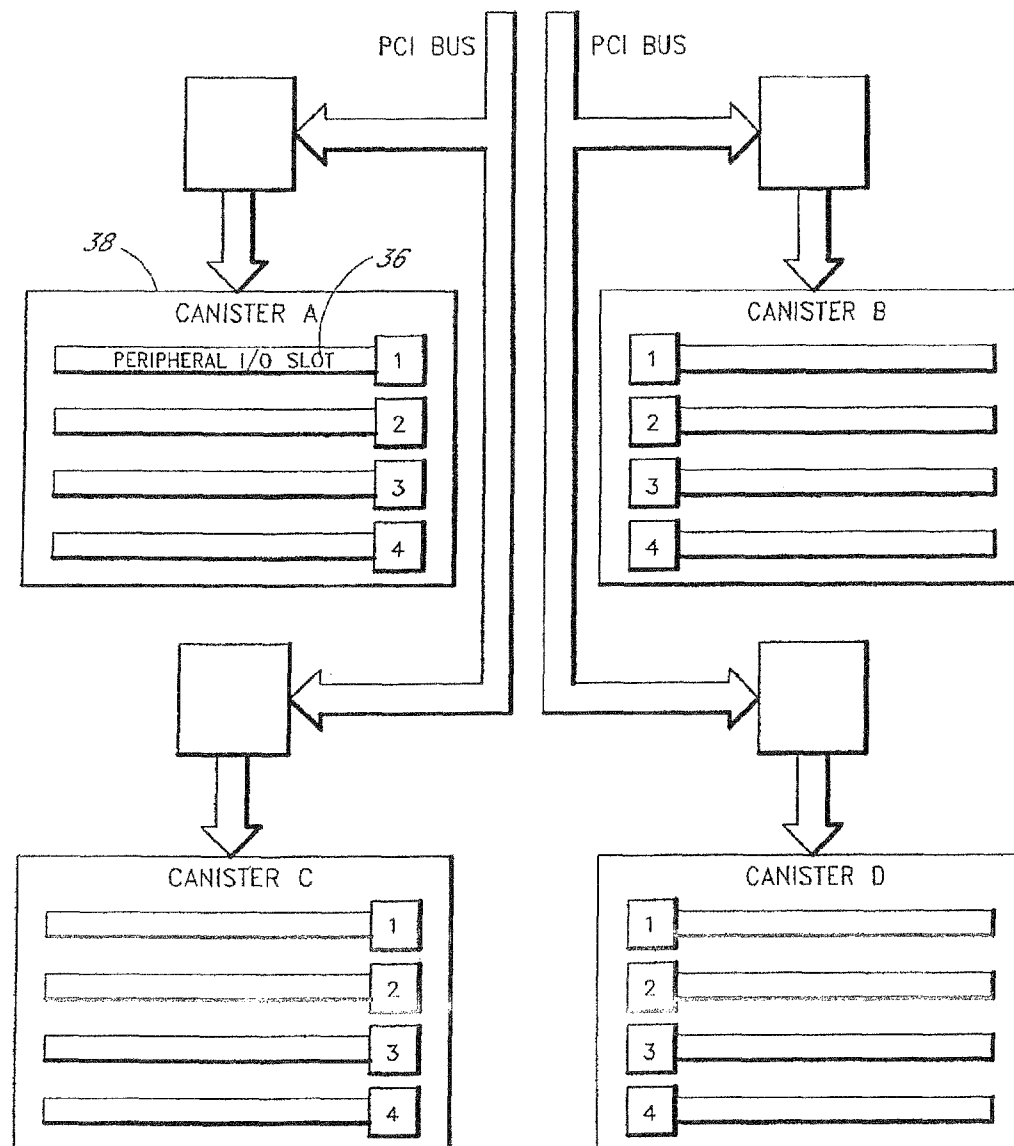 PCI BUS
PCI BUS
38
36
CANISTER A
PERIPHERAL I/O SLOT
1
2
3
4
CANISTER B
1
2
3
4
CANISTER C
1
2
3
4
CANISTER D
1
2
3
4